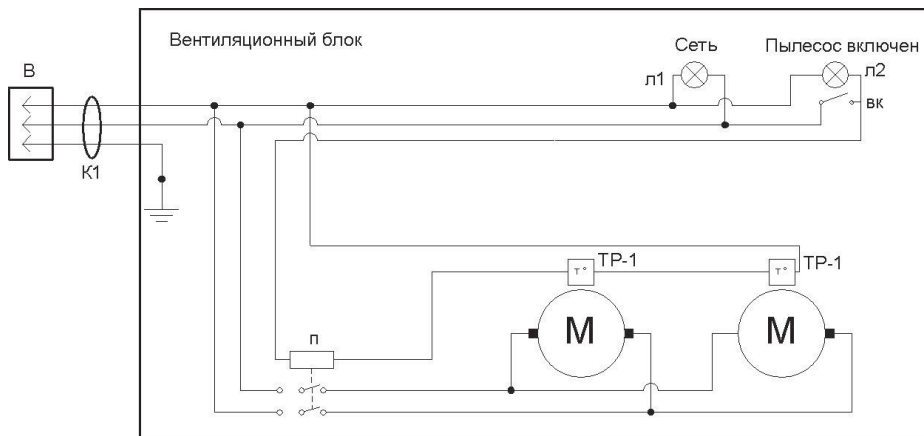 Вентиляционный блок
Сеть
Пылесос включен
В
л1
л2
вк
К1
ТР-1
ТР-1
т°
т°
М
М
п